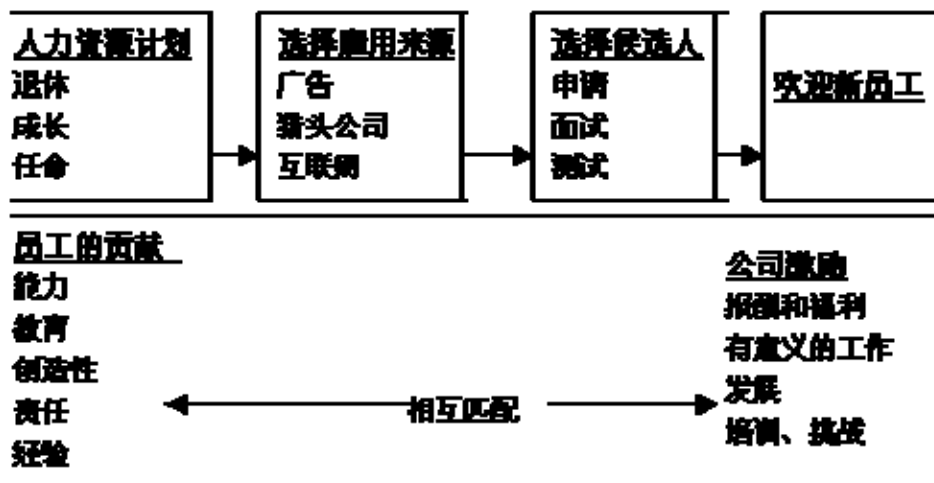 人力资源计划
退休
成长
任命
选择雇用来源
广告
猎头公司
互联网
选择候选人
申请
面试
测试
欢迎新员工
员工的贡献
能力
教育
创造性
责任
经验
相互匹配
公司激励
报酬和福利
有意义的工作
发展
培训、挑战